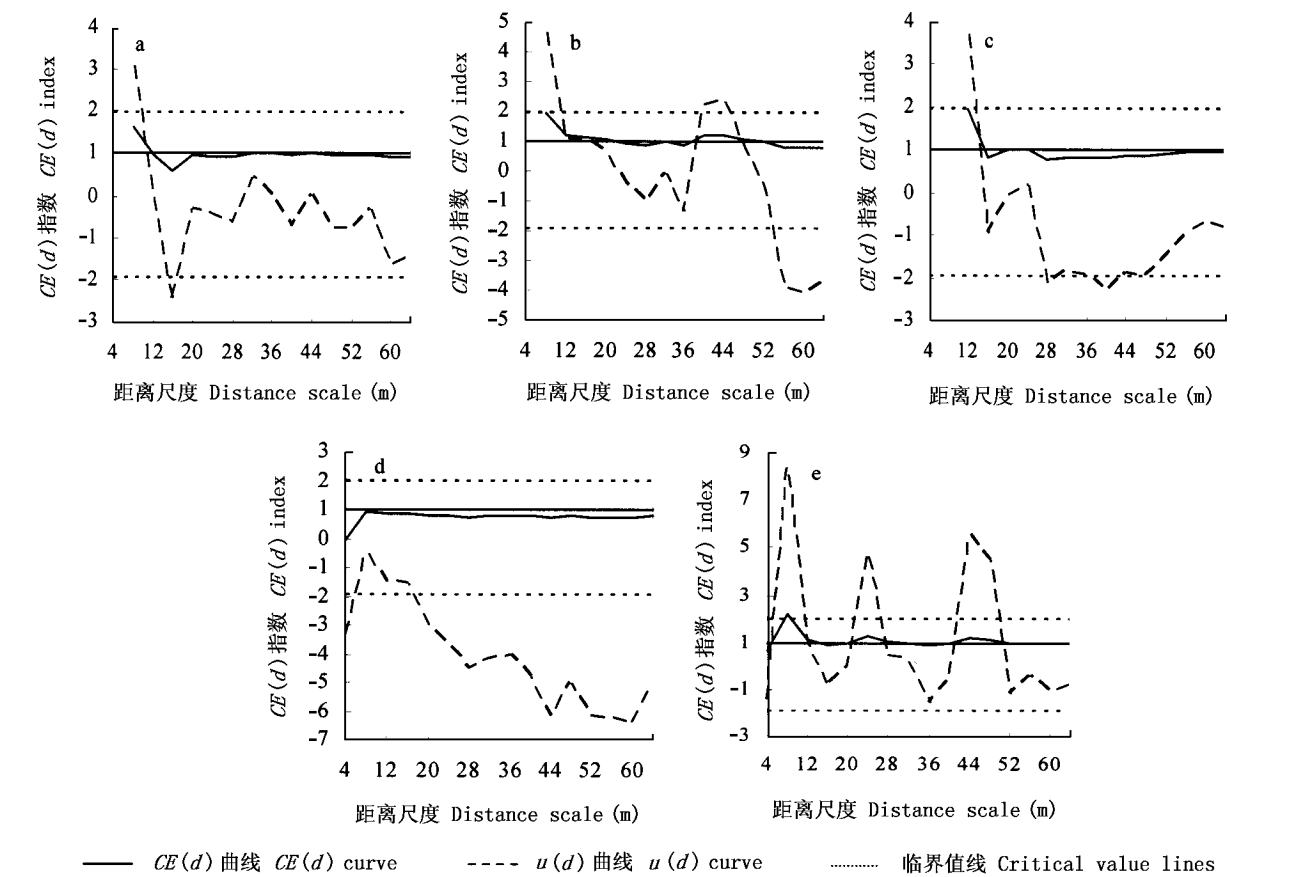 a
CE(d)指数 CE(d) index
4
3
2
1
0
-1
-2
-3
4 12 20 28 36 44 52 60
距离尺度 Distance scale (m)
b
CE(d)指数 CE(d) index
5
4
3
2
1
0
-1
-2
-3
-4
-5
4 12 20 28 36 44 52 60
距离尺度 Distance scale (m)
c
CE(d)指数 CE(d) index
4
3
2
1
0
-1
-2
-3
4 12 20 28 36 44 52 60
距离尺度 Distance scale (m)
d
CE(d)指数 CE(d) index
3
2
1
0
-1
-2
-3
-4
-5
-6
-7
4 12 20 28 36 44 52 60
距离尺度 Distance scale (m)
e
CE(d)指数 CE(d) index
9
7
5
3
1
-1
-3
4 12 20 28 36 44 52 60
距离尺度 Distance scale (m)
CE(d)曲线 CE(d) curve u(d)曲线 u(d) curve 临界值线 Critical value lines